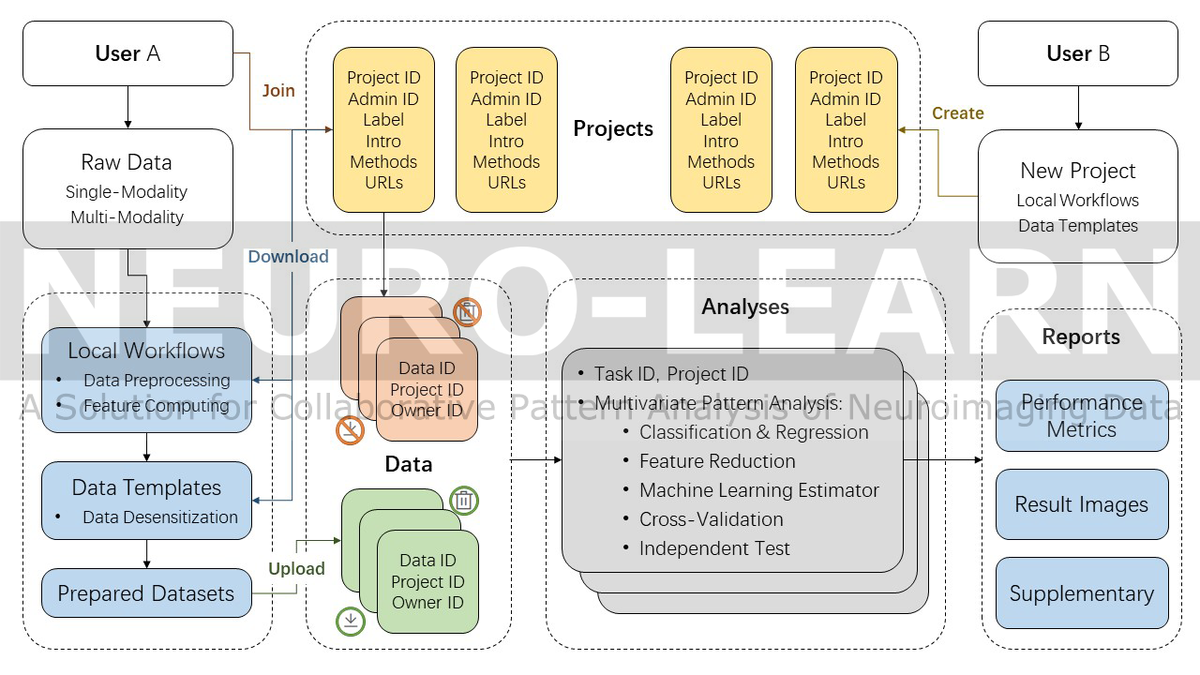 User A
Join
Raw Data
Single-Modality
Multi-Modality
Download
Local Workflows
• Data Preprocessing
• Feature Computing
Data Templates
• Data Desensitization
Prepared Datasets
Upload
Projects
Project ID
Admin ID
Label
Intro
Methods
URLs
Project ID
Admin ID
Label
Intro
Methods
URLs
Project ID
Admin ID
Label
Intro
Methods
URLs
Project ID
Admin ID
Label
Intro
Methods
URLs
Create
User B
New Project
Local Workflows
Data Templates
NEURO-LEARN
A Solution for Collaborative Pattern Analysis of Neuroimaging Data
Data ID
Project ID
Owner ID
Data
Data ID
Project ID
Owner ID
Analyses
• Task ID, Project ID
• Multivariate Pattern Analysis:
• Classification & Regression
• Feature Reduction
• Machine Learning Estimator
• Cross-Validation
• Independent Test
Reports
Performance
Metrics
Result Images
Supplementary